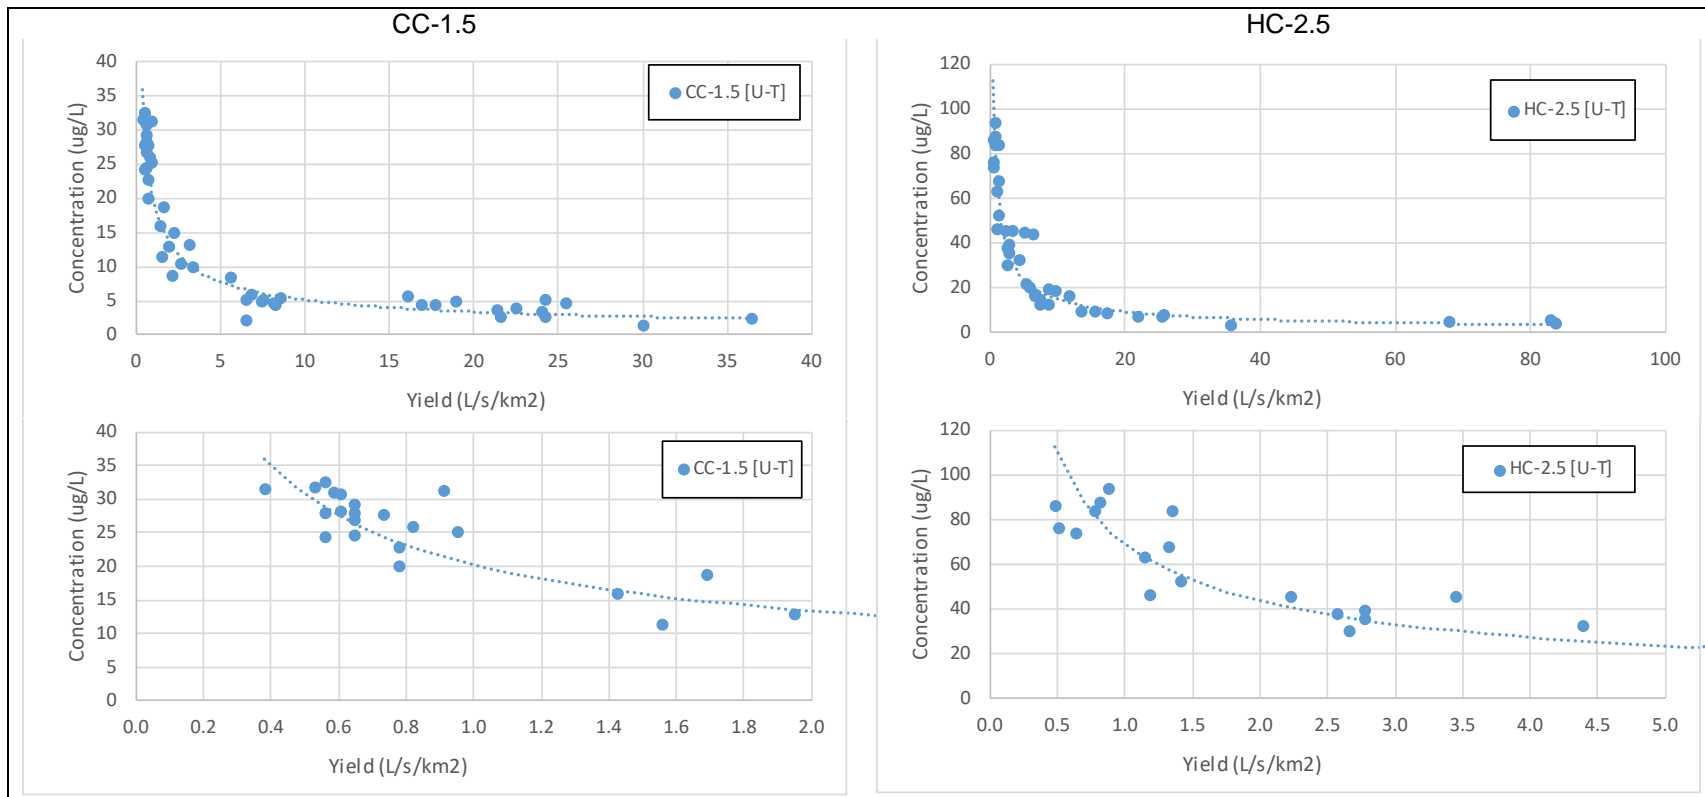 CC-1.5
HC-2.5
40
35
30
25
20
15
10
5
0
Concentration (ug/L)
CC-1.5 [U-T]
0 5 10 15 20 25 30 35 40
Yield (L/s/km2)
120
100
80
60
40
20
0
Concentration (ug/L)
HC-2.5 [U-T]
0 20 40 60 80 100
Yield (L/s/km2)
40
35
30
25
20
15
10
5
0
Concentration (ug/L)
CC-1.5 [U-T]
0.0 0.2 0.4 0.6 0.8 1.0 1.2 1.4 1.6 1.8 2.0
Yield (L/s/km2)
120
100
80
60
40
20
0
Concentration (ug/L)
HC-2.5 [U-T]
0.0 0.5 1.0 1.5 2.0 2.5 3.0 3.5 4.0 4.5 5.0
Yield (L/s/km2)